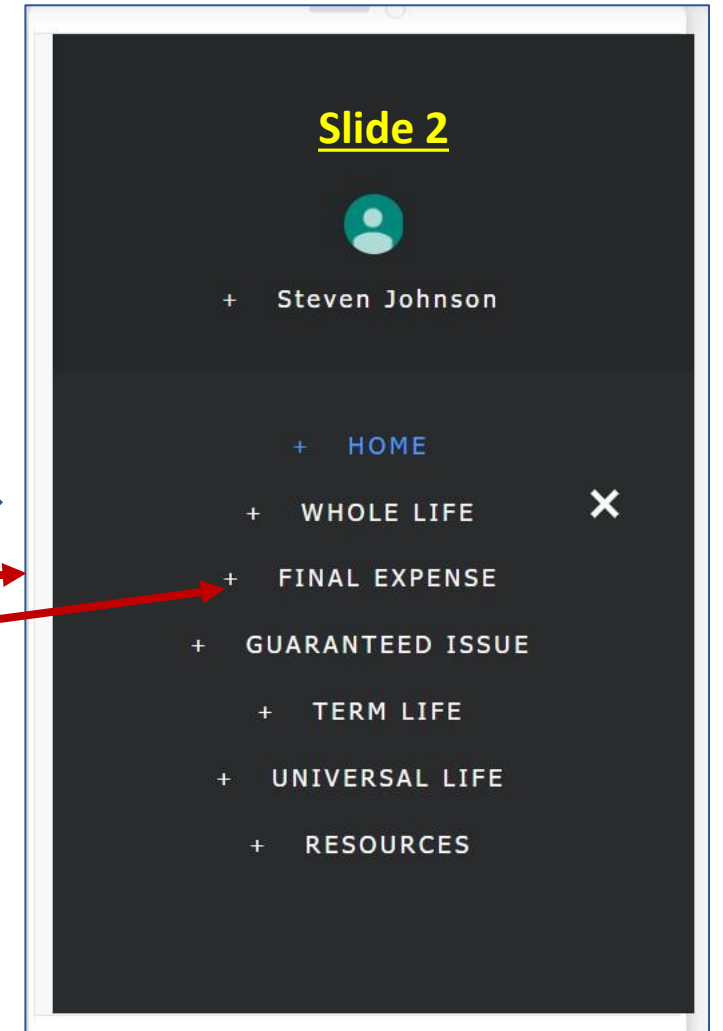 Slide 2
+ Steven Johnson
+ HOME
+ WHOLE LIFE
+ FINAL EXPENSE
+ GUARANTEED ISSUE
+ TERM LIFE
+ UNIVERSAL LIFE
+ RESOURCES